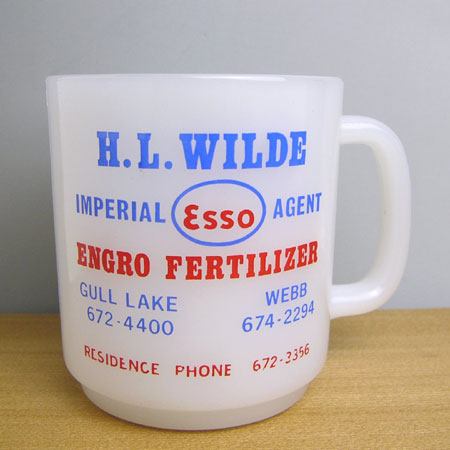 H.L. WILDE
IMPERIAL Esso AGENT
ENGRO FERTILIZER
GULL LAKE WEBB
672-4400 674-2294
RESIDENCE PHONE 672-3356